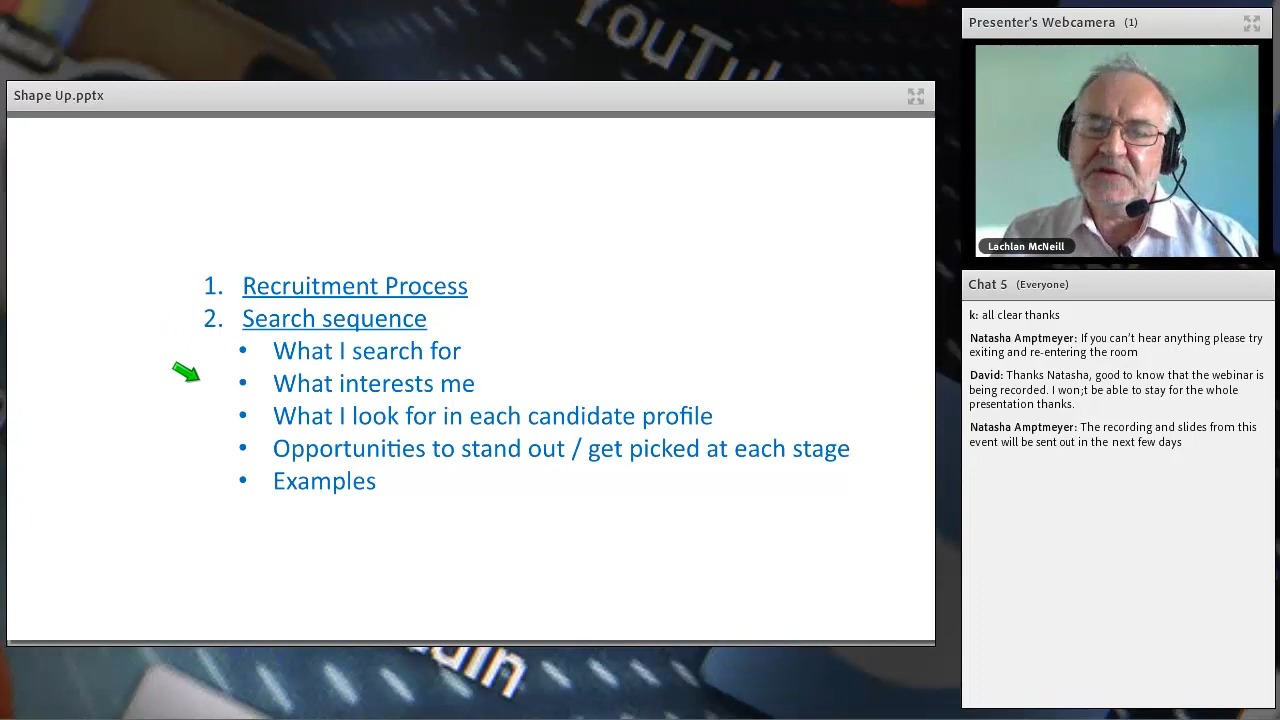 YouTu
Shape Up.pptx
1. Recruitment Process
2. Search sequence
• What I search for
• What interests me
• What I look for in each candidate profile
• Opportunities to stand out / get picked at each stage
• Examples
Presenter's Webcamera (1)
Lachlan McNeill
Chat 5 (Everyone)
k: all clear thanks
Natasha Amptmeyer: If you can't hear anything please try
exiting and re-entering the room
David: Thanks Natasha, good to know that the webinar is
being recorded. I won;t be able to stay for the whole
presentation thanks.
Natasha Amptmeyer: The recording and slides from this
event will be sent out in the next few days
din